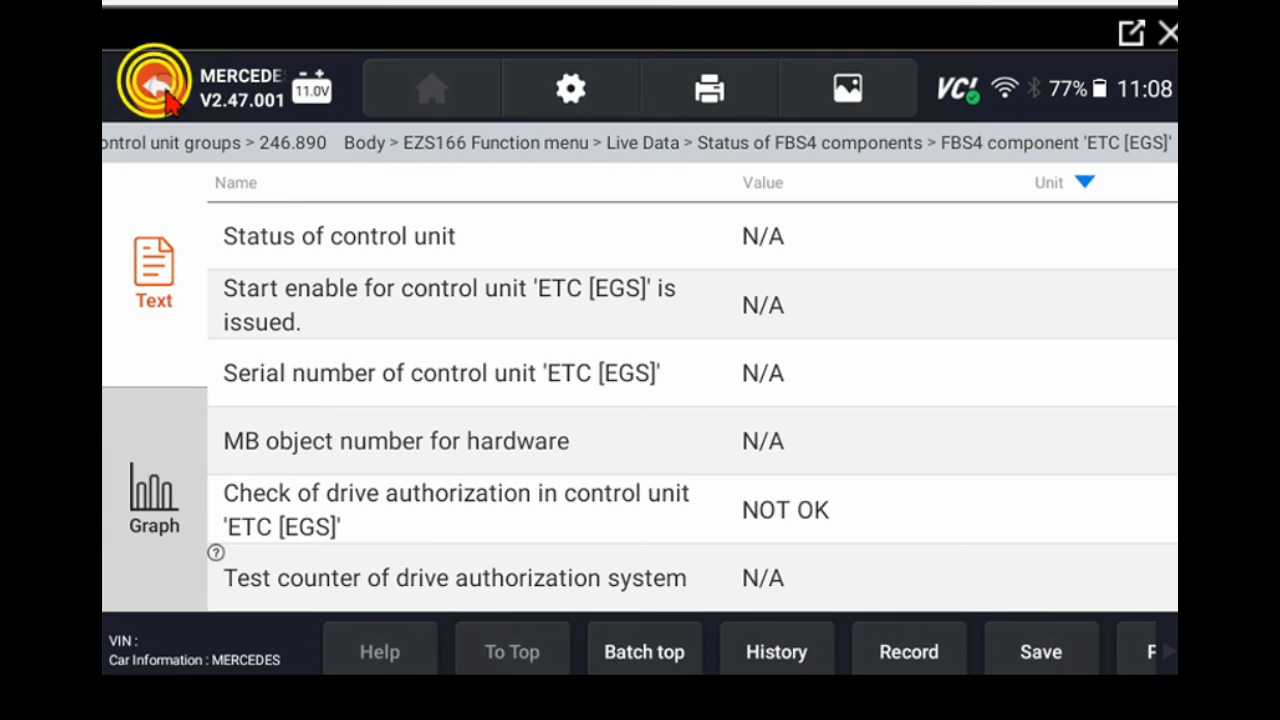 MERCEDE
V2.47.001
11.0V
VCI
77%
11:08
ontrol unit groups > 246.890 Body > EZS166 Function menu > Live Data > Status of FBS4 components > FBS4 component 'ETC [EGS]'
Name Value Unit
Text
Graph
Status of control unit N/A
Start enable for control unit 'ETC [EGS]' is
issued.
N/A
Serial number of control unit 'ETC [EGS]' N/A
MB object number for hardware N/A
Check of drive authorization in control unit
'ETC [EGS]'
NOT OK
?
Test counter of drive authorization system N/A
VIN :
Car Information : MERCEDES
Help To Top Batch top History Record Save